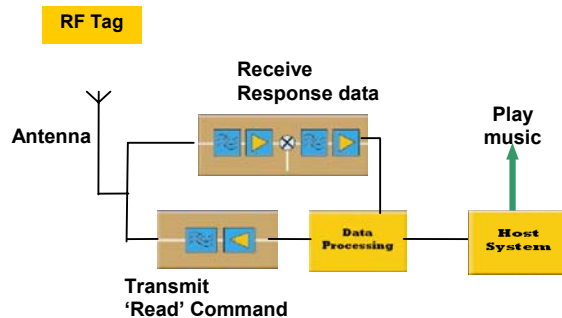 RF Tag
Receive
Response data
Antenna
Play
music
Data
Processing
Host
System
Transmit
‘Read’ Command